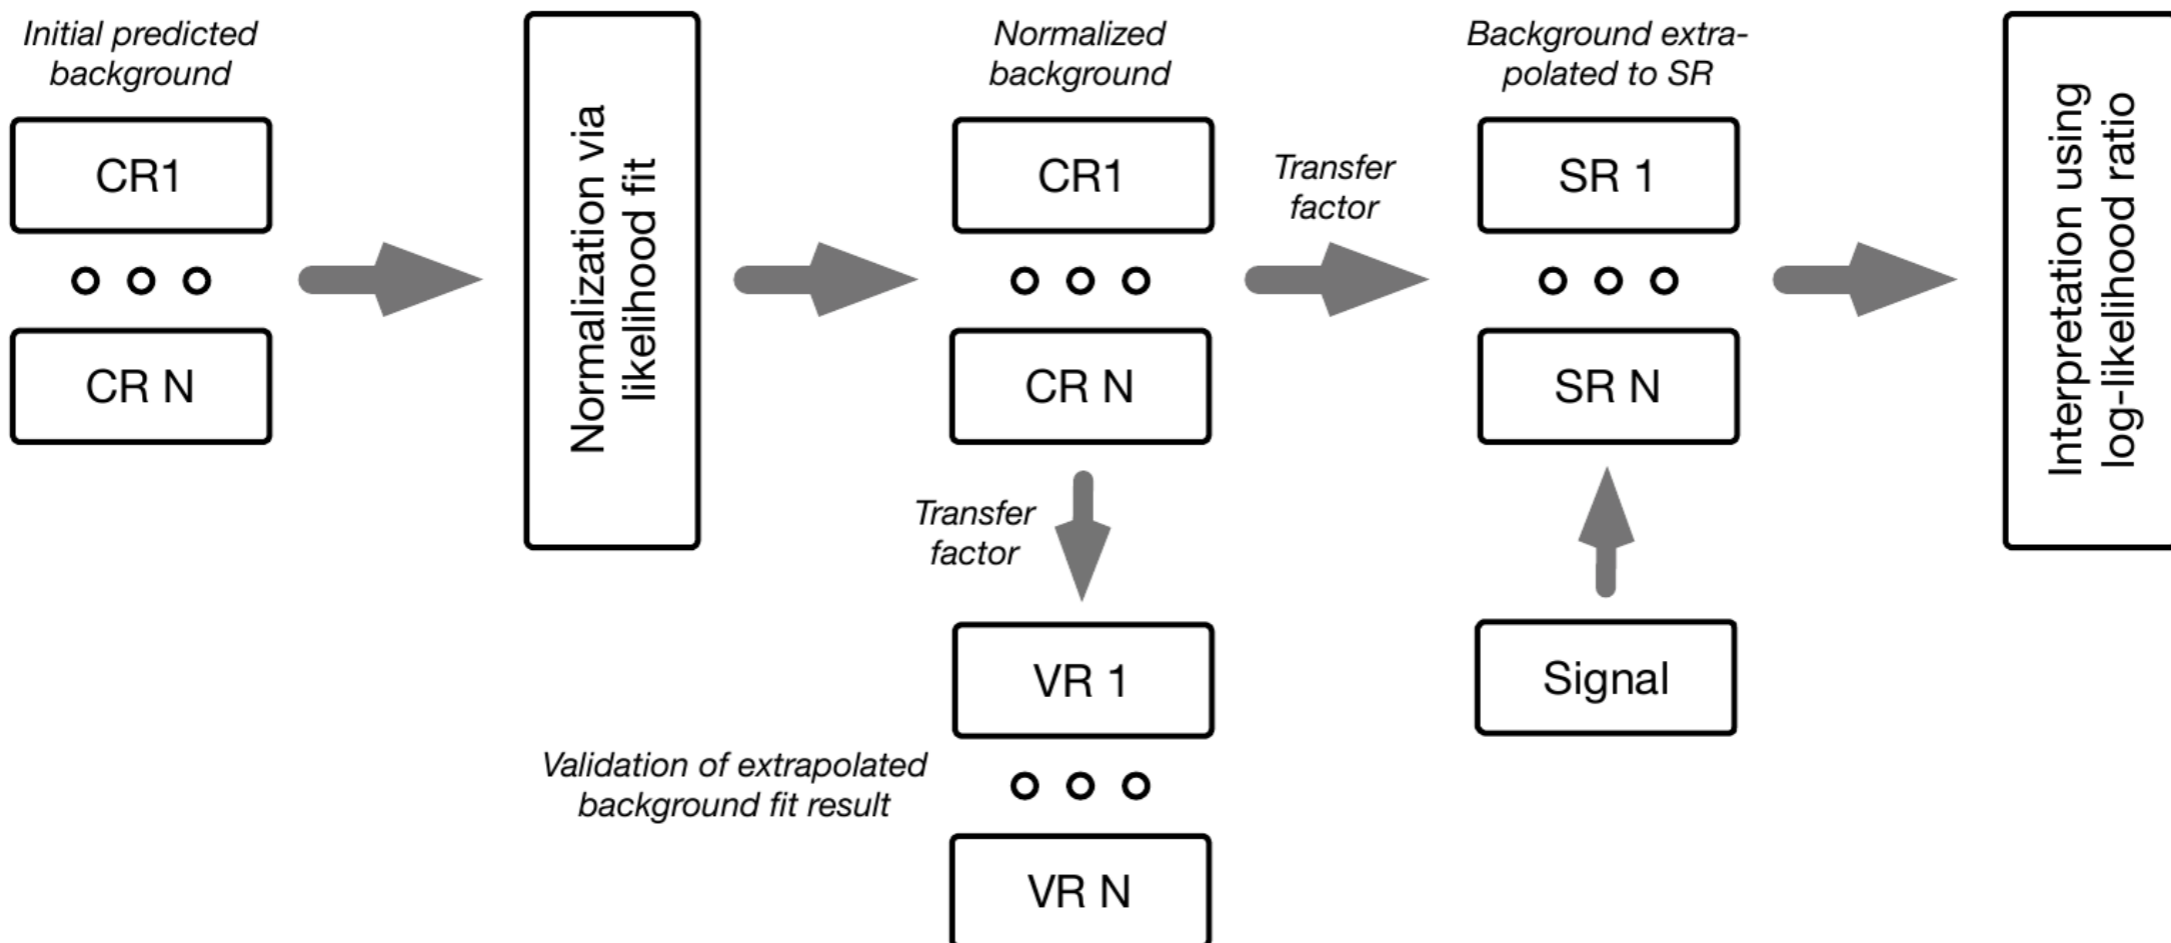 Initial predicted
background
CR1
CR N
Normalization via
likelihood fit
Normalized
background
CR1
CR N
Transfer
factor
Background extra-
polated to SR
SR 1
SR N
Interpretation using
log-likelihoood ratio
Transfer
factor
VR 1
Validation of extrapolated
background fit result
VR N
Signal